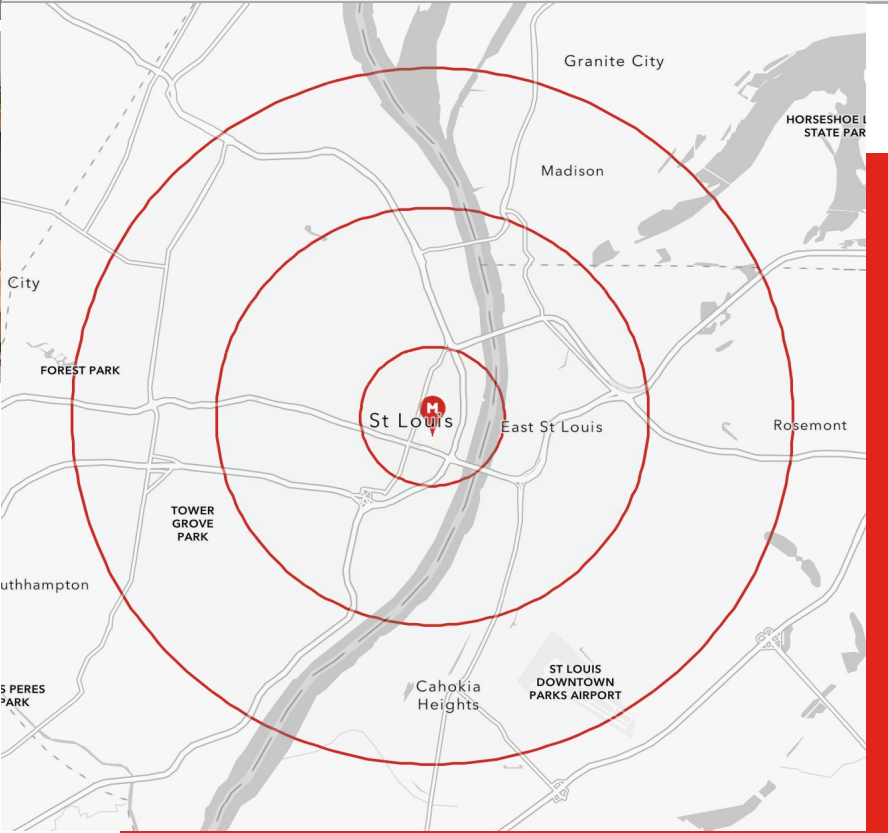 Granite City
HORSESHOE L
STATE PAR
Madison
City
FOREST PARK
M
St Louis
East St Louis
Rosemont
TOWER
GROVE
PARK
uthhampton
S PERES
PARK
Cahokia
Heights
ST LOUIS
DOWNTOWN
PARKS AIRPORT